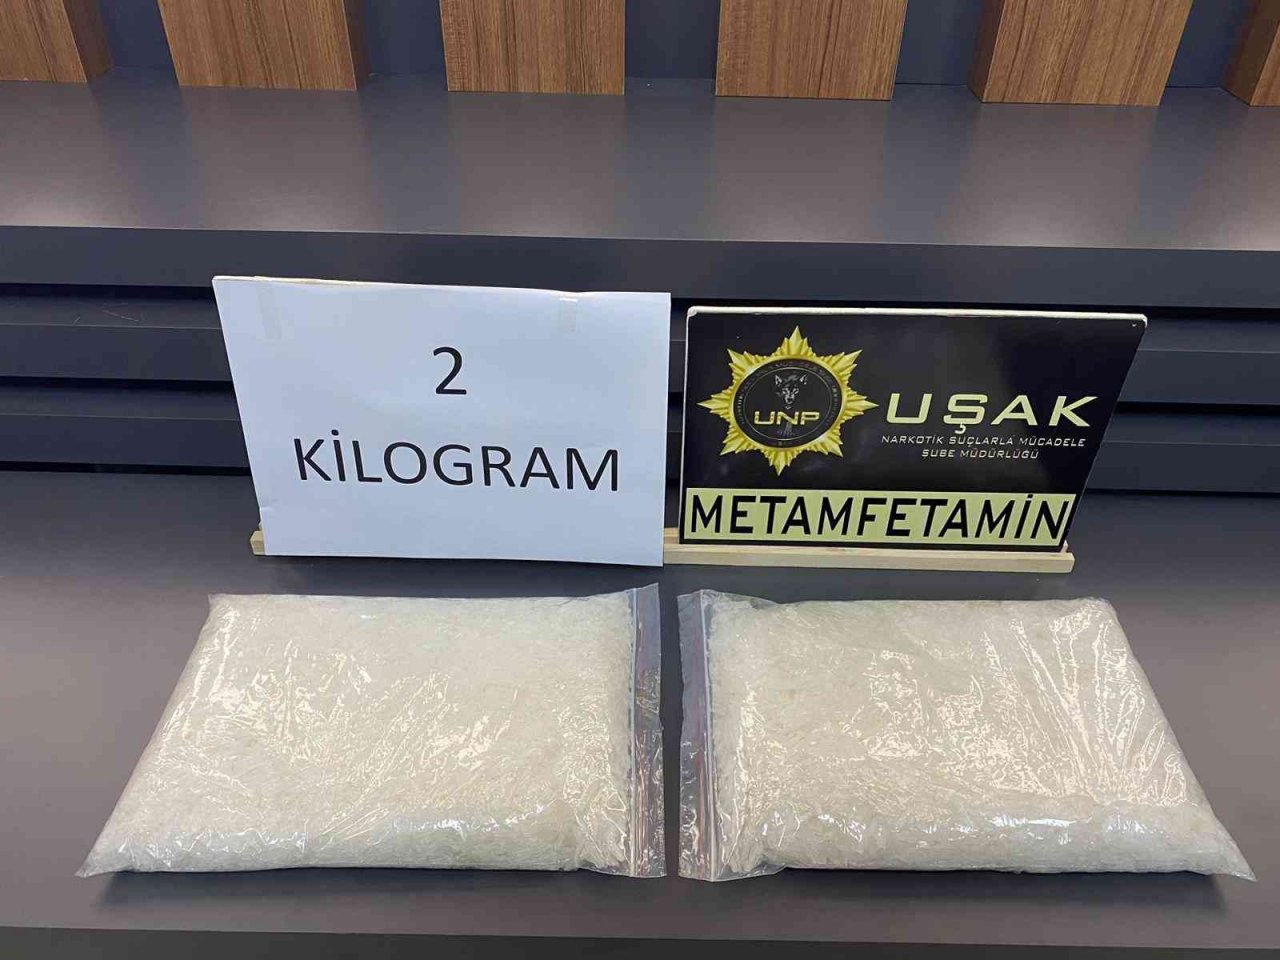 2
KİLOGRAM
UNP
UŞAK
NARKOTİK SUÇLARLA MÜCADELE
ŞUBE MÜDÜRLÜĞÜ
METAMFETAMİN